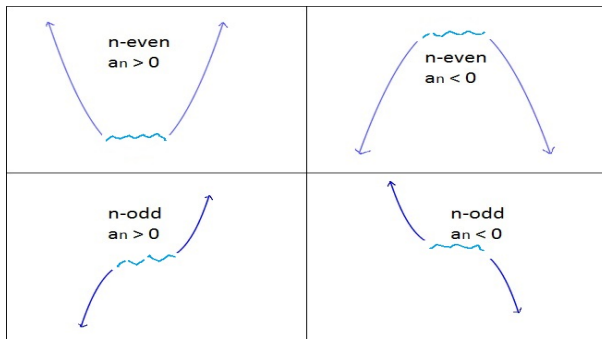 n-even
an > 0
n-even
an < 0
n-odd
an > 0
n-odd
an < 0